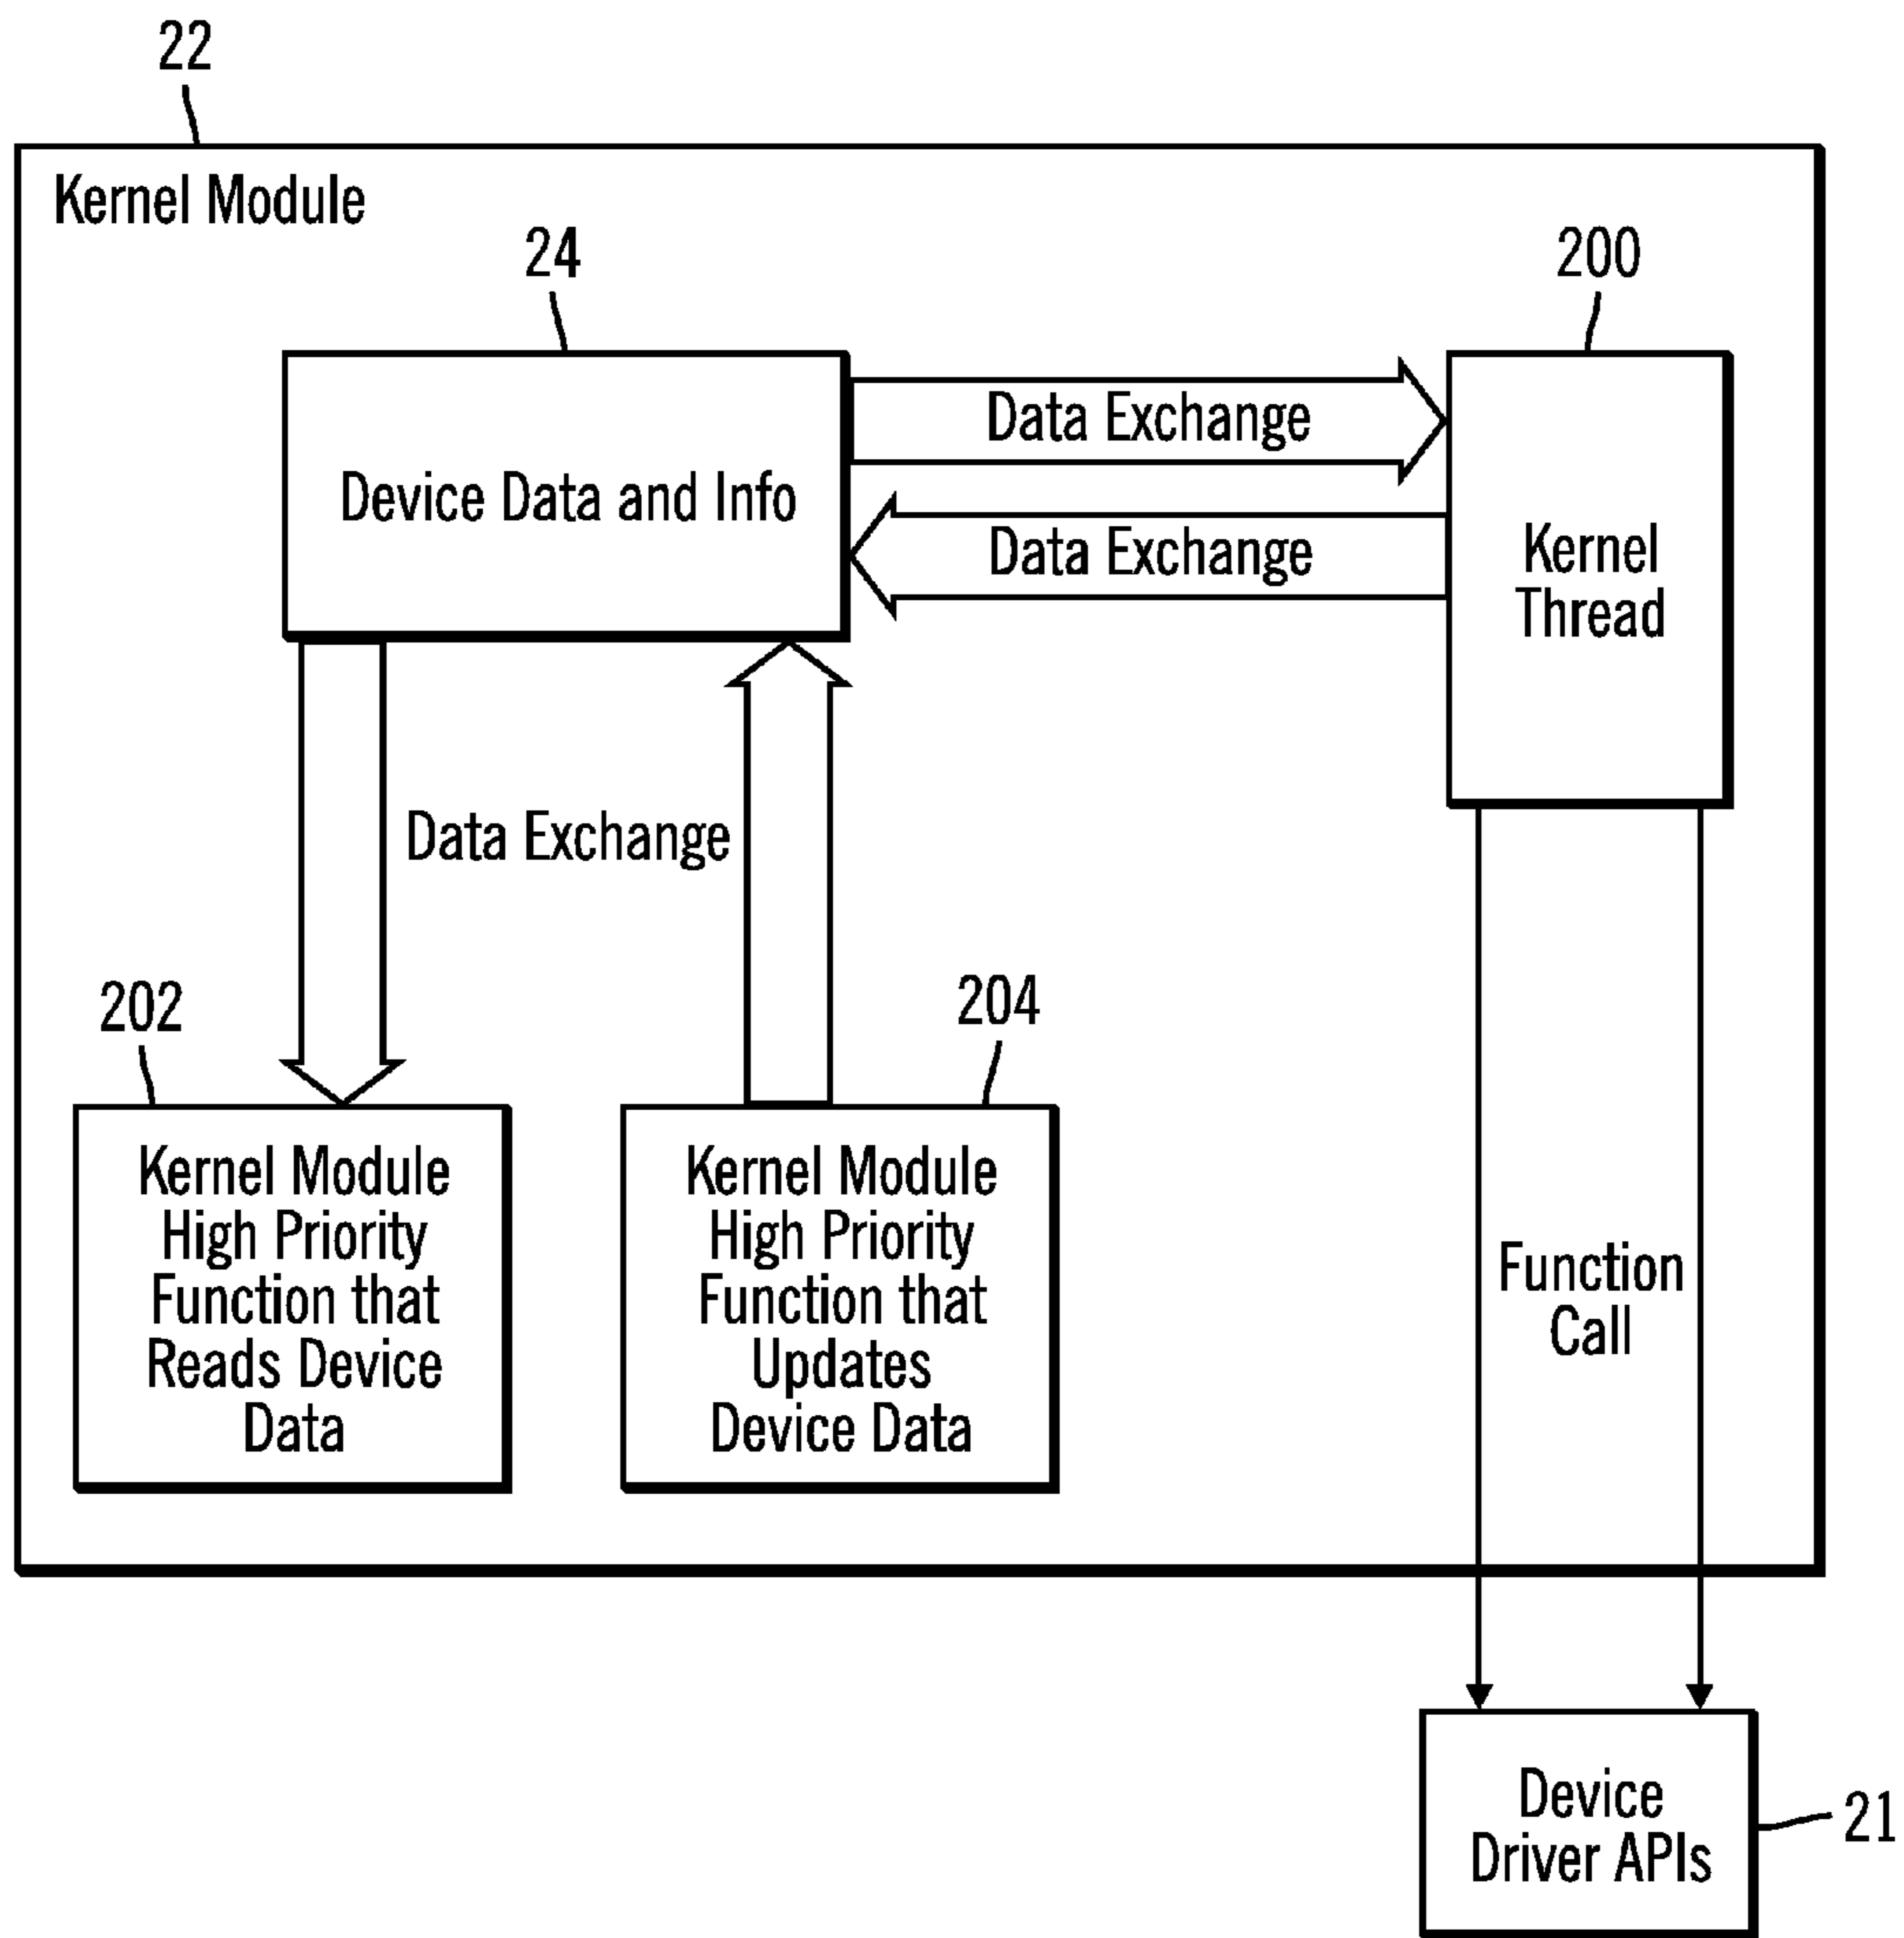 22
Kernel Module
24
200
Device Data and Info
Data Exchange
Data Exchange
Kernel
Thread
Data Exchange
202
204
Kernel Module
High Priority
Function that
Reads Device
Data
Kernel Module
High Priority
Function that
Updates
Device Data
Function
Call
Device
Driver APIs
21